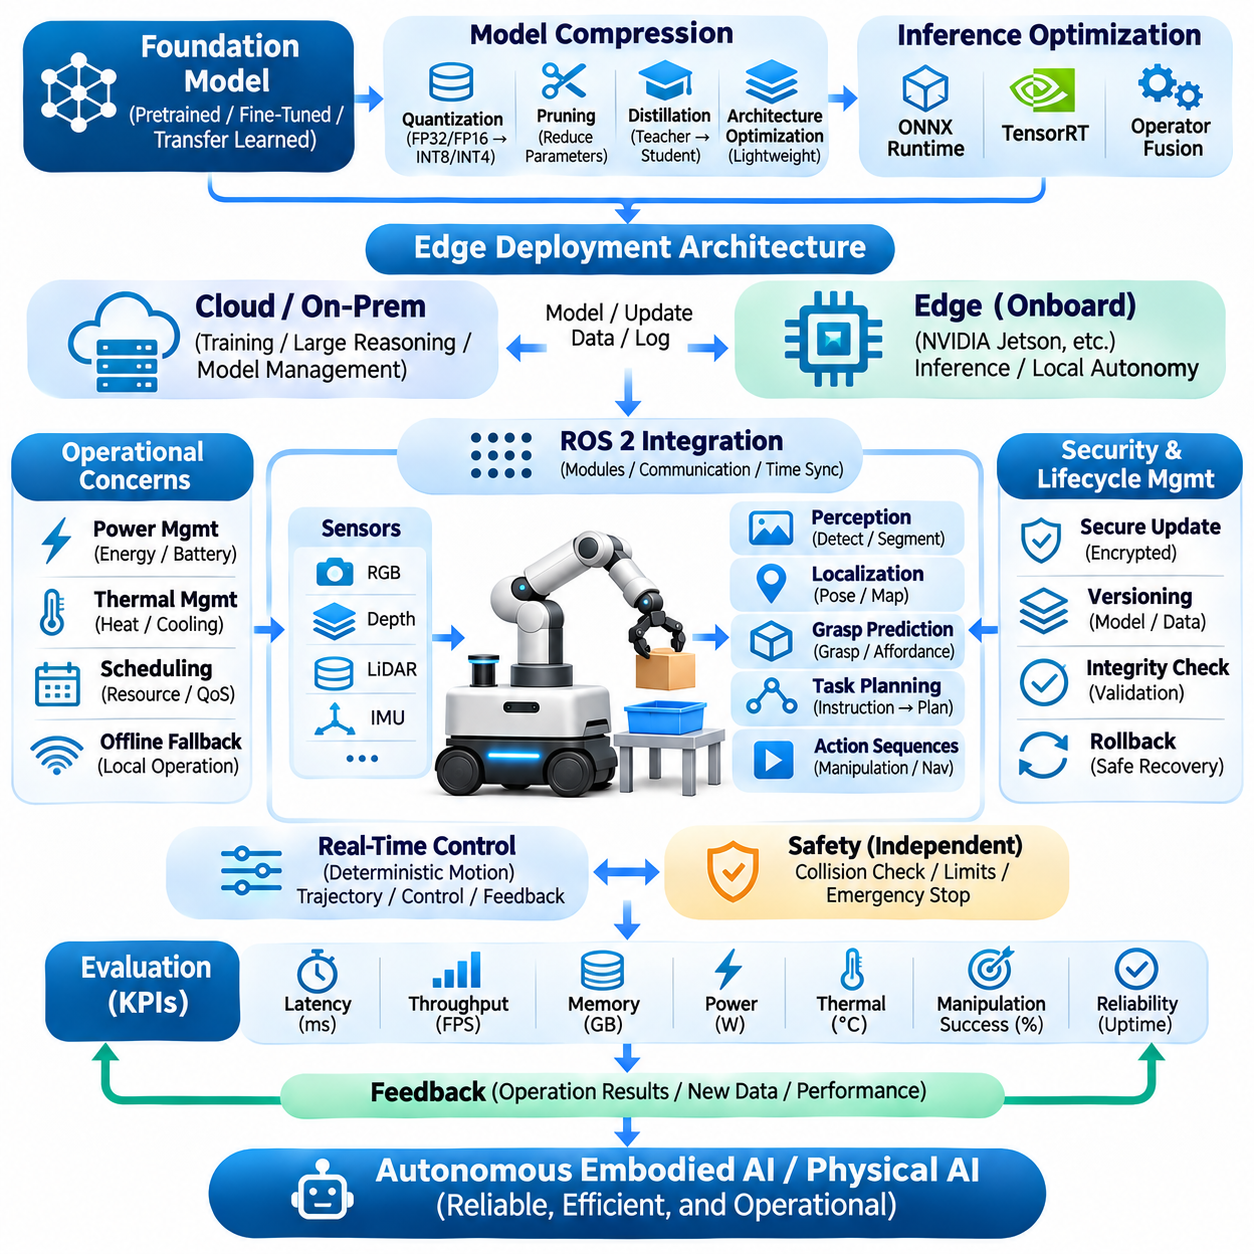 Foundation
Model
(Pretrained / Fine-Tuned /
Transfer Learned)
Model Compression
Quantization
(FP32/FP16 →
INT8/INT4)
Pruning
(Reduce
Parameters)
Distillation
(Teacher →
Student)
Architecture
Optimization
(Lightweight)
Inference Optimization
ONNX
Runtime
TensorRT
Operator
Fusion
Edge Deployment Architecture
Cloud / On-Prem
(Training / Large Reasoning /
Model Management)
Model / Update
Data / Log
Edge (Onboard)
(NVIDIA Jetson, etc.)
Inference / Local Autonomy
ROS 2 Integration
(Modules / Communication / Time Sync)
Operational
Concerns
Power Mgmt
(Energy / Battery)
Thermal Mgmt
(Heat / Cooling)
Scheduling
(Resource / QoS)
Offline Fallback
(Local Operation)
Sensors
RGB
Depth
LiDAR
IMU
...
Perception
(Detect / Segment)
Localization
(Pose / Map)
Grasp Prediction
(Grasp / Affordance)
Task Planning
(Instruction → Plan)
Action Sequences
(Manipulation / Nav)
Security &
Lifecycle Mgmt
Secure Update
(Encrypted)
Versioning
(Model / Data)
Integrity Check
(Validation)
Rollback
(Safe Recovery)
Real-Time Control
(Deterministic Motion)
Trajectory / Control / Feedback
Safety (Independent)
Collision Check / Limits /
Emergency Stop
Evaluation
(KPIs)
Latency
(ms)
Throughput
(FPS)
Memory
(GB)
Power
(W)
Thermal
(°C)
Manipulation
Success (%)
Reliability
(Uptime)
Feedback (Operation Results / New Data / Performance)
Autonomous Embodied AI / Physical AI
(Reliable, Efficient, and Operational)